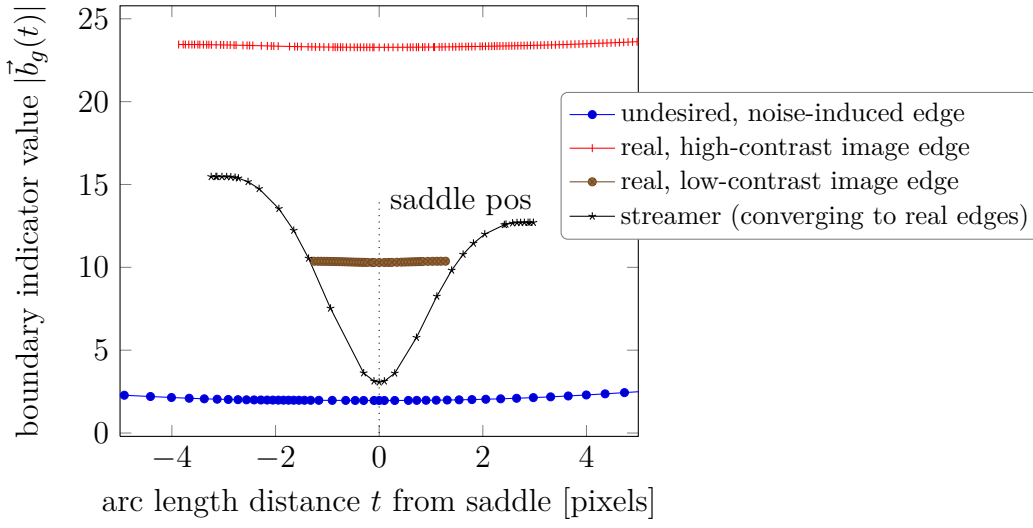 boundary indicator value |\vec{b}_g(t)|
25
20
15
10
5
0
saddle pos
undesired, noise-induced edge
real, high-contrast image edge
real, low-contrast image edge
streamer (converging to real edges)
−4 −2 0 2 4
arc length distance t from saddle [pixels]